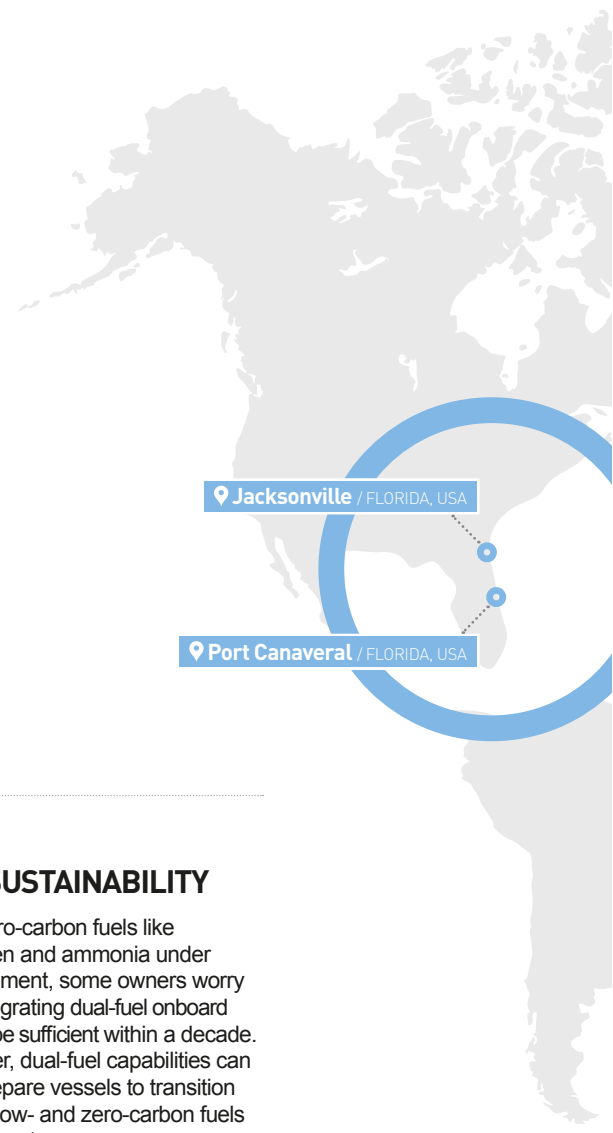 Jacksonville / FLORIDA, USA
Port Canaveral / FLORIDA, USA
SUSTAINABILITY
ro-carbon fuels like
en and ammonia under
ment, some owners worry
grating dual-fuel onboard
be sufficient within a decade.
er, dual-fuel capabilities can
epare vessels to transition
low- and zero-carbon fuels